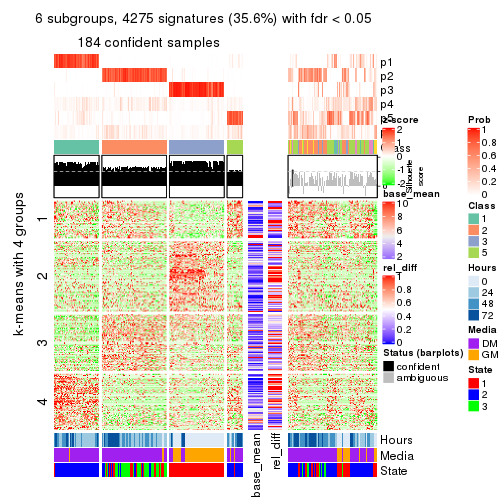 6 subgroups, 4275 signatures (35.6%) with fdr < 0.05
184 confident samples
p1
p2
p3
p4
p5
z-score
2
1
0
-1
-2
Silhouette
score
base_mean
10
8
6
4
2
rel_diff
1
0.8
0.6
0.4
0.2
0
Status (barplots)
confident
ambiguous
Prob
1
0.8
0.6
0.4
0.2
0
Class
1
2
3
5
Hours
0
24
48
72
Media
DM
GM
State
1
2
3
k-means with 4 groups
1
2
3
4
Hours
Media
State
base_mean
rel_diff